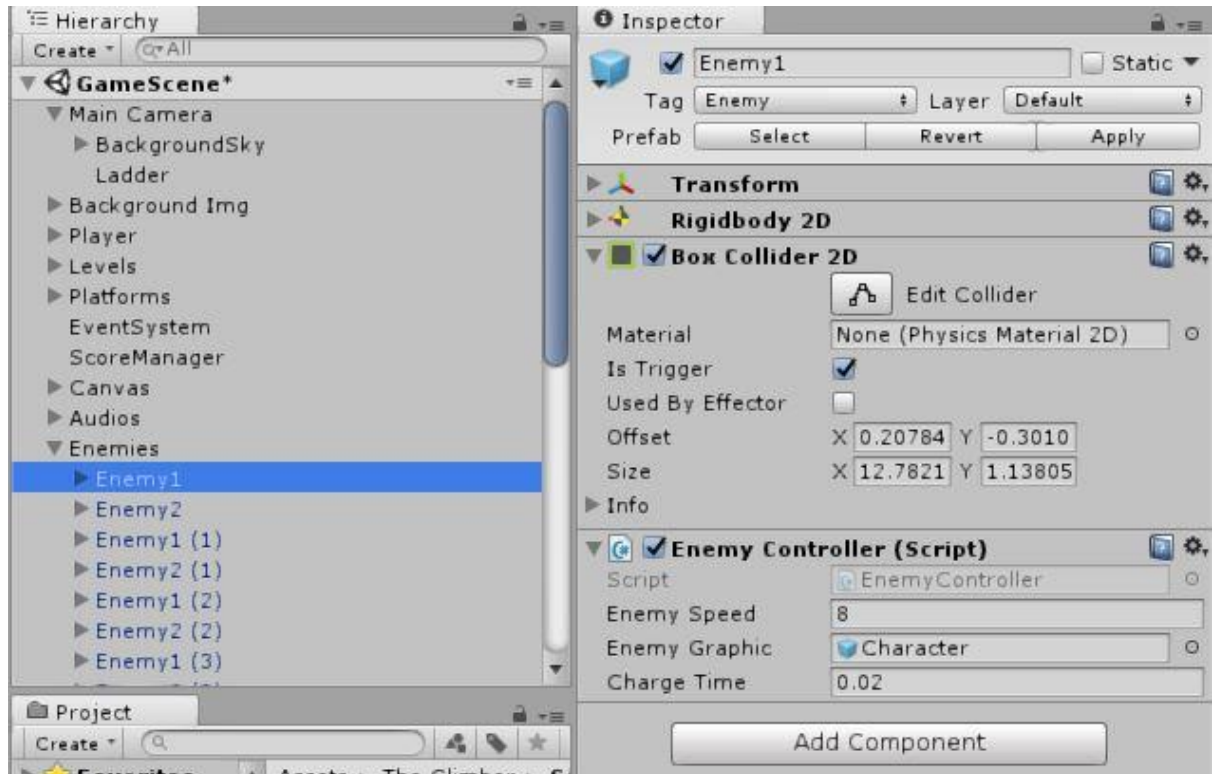 Hierarchy
Create
All
GameScene*
Main Camera
BackgroundSky
Ladder
Background Img
Player
Levels
Platforms
EventSystem
ScoreManager
Canvas
Audios
Enemies
Enemy1
Enemy2
Enemy1 (1)
Enemy2 (1)
Enemy1 (2)
Enemy2 (2)
Enemy1 (3)
Project
Create
Inspector
Enemy1
Static
Tag Enemy Layer Default
Prefab Select Revert Apply
Transform
Rigidbody 2D
Box Collider 2D
Edit Collider
Material None (Physics Material 2D)
Is Trigger
Used By Effector
Offset X 0.20784 Y -0.3010
Size X 12.7821 Y 1.13805
Info
Enemy Controller (Script)
Script EnemyController
Enemy Speed 8
Enemy Graphic Character
Charge Time 0.02
Add Component